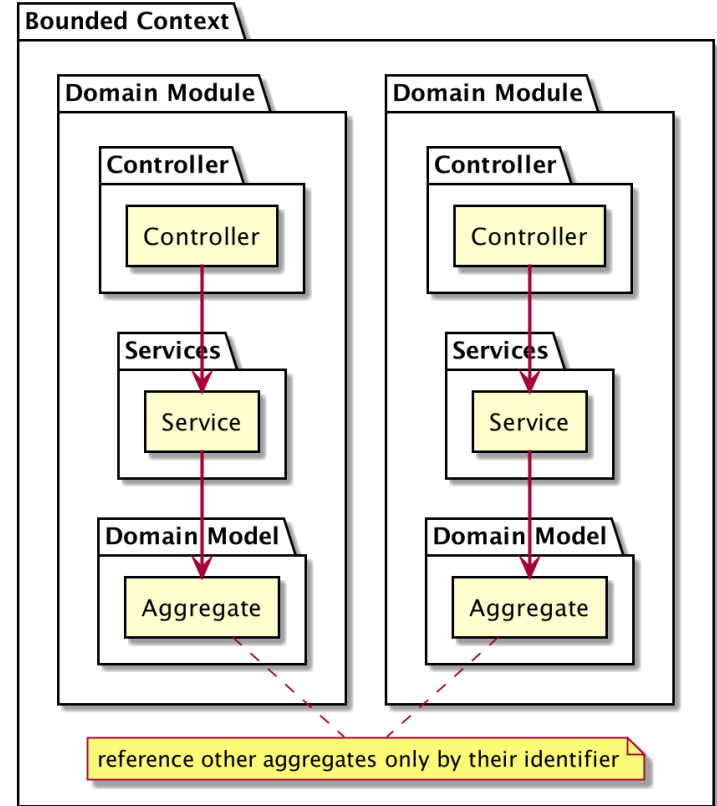 Bounded Context
Domain Module
Controller
Controller
Services
Service
Domain Model
Aggregate
Domain Module
Controller
Controller
Services
Service
Domain Model
Aggregate
reference other aggregates only by their identifier